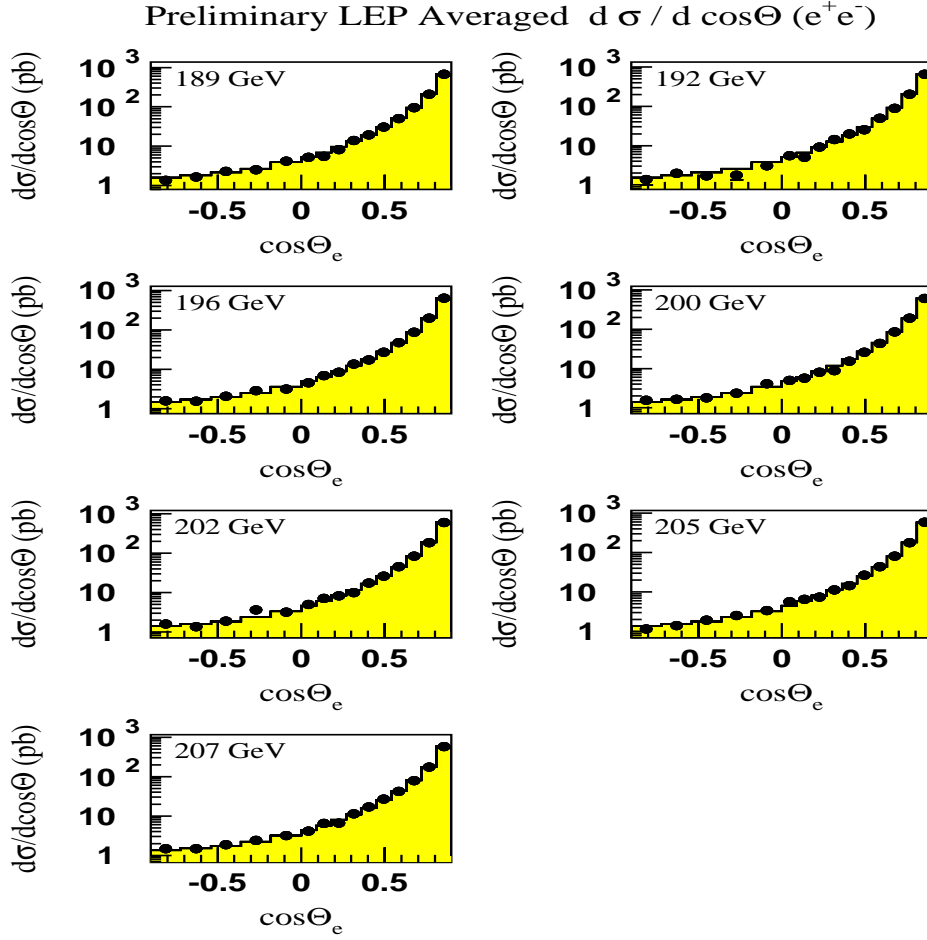 Preliminary LEP Averaged d σ / d cosΘ (e⁺e⁻)
dσ/dcosΘ (pb)
10³
10²
10
1
189 GeV
-0.5 0 0.5
cosΘₑ
dσ/dcosΘ (pb)
10³
10²
10
1
192 GeV
-0.5 0 0.5
cosΘₑ
dσ/dcosΘ (pb)
10³
10²
10
1
196 GeV
-0.5 0 0.5
cosΘₑ
dσ/dcosΘ (pb)
10³
10²
10
1
200 GeV
-0.5 0 0.5
cosΘₑ
dσ/dcosΘ (pb)
10³
10²
10
1
202 GeV
-0.5 0 0.5
cosΘₑ
dσ/dcosΘ (pb)
10³
10²
10
1
205 GeV
-0.5 0 0.5
cosΘₑ
dσ/dcosΘ (pb)
10³
10²
10
1
207 GeV
-0.5 0 0.5
cosΘₑ